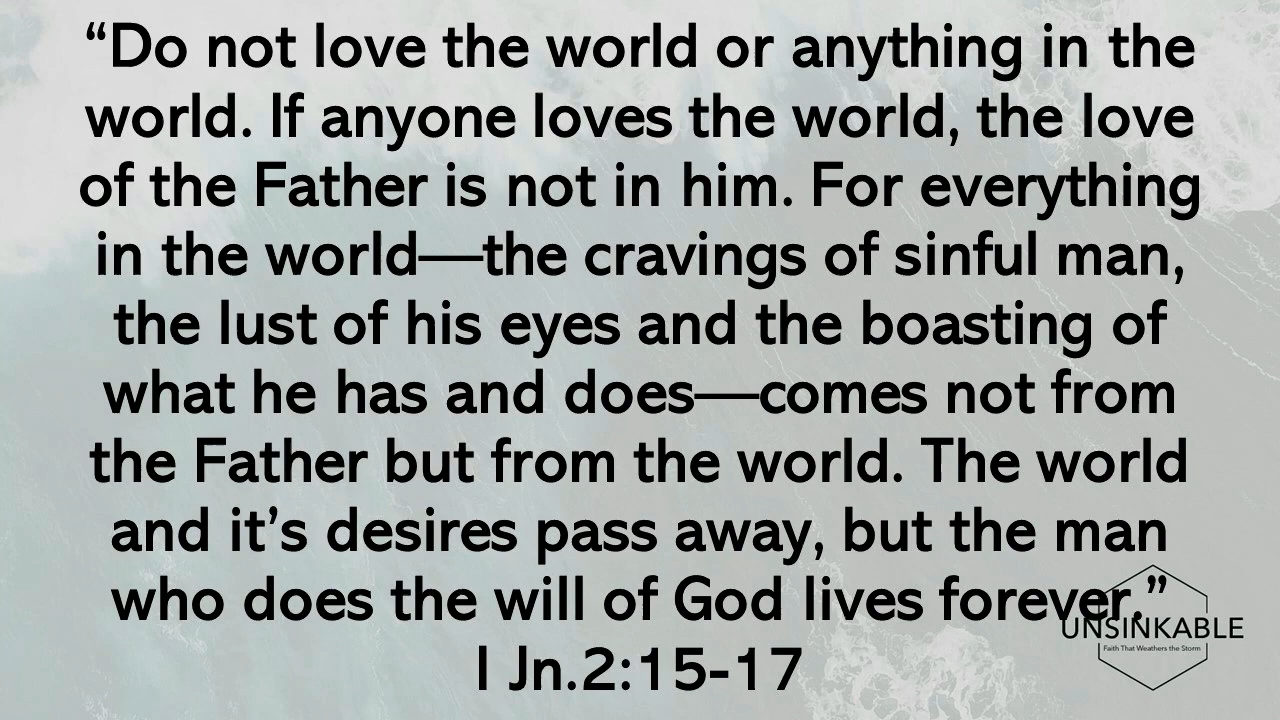 “Do not love the world or anything in the
world. If anyone loves the world, the love
of the Father is not in him. For everything
in the world—the cravings of sinful man,
the lust of his eyes and the boasting of
what he has and does—comes not from
the Father but from the world. The world
and it’s desires pass away, but the man
who does the will of God lives forever.”
I Jn.2:15-17
UNSINKABLE
Faith That Weathers the Storm